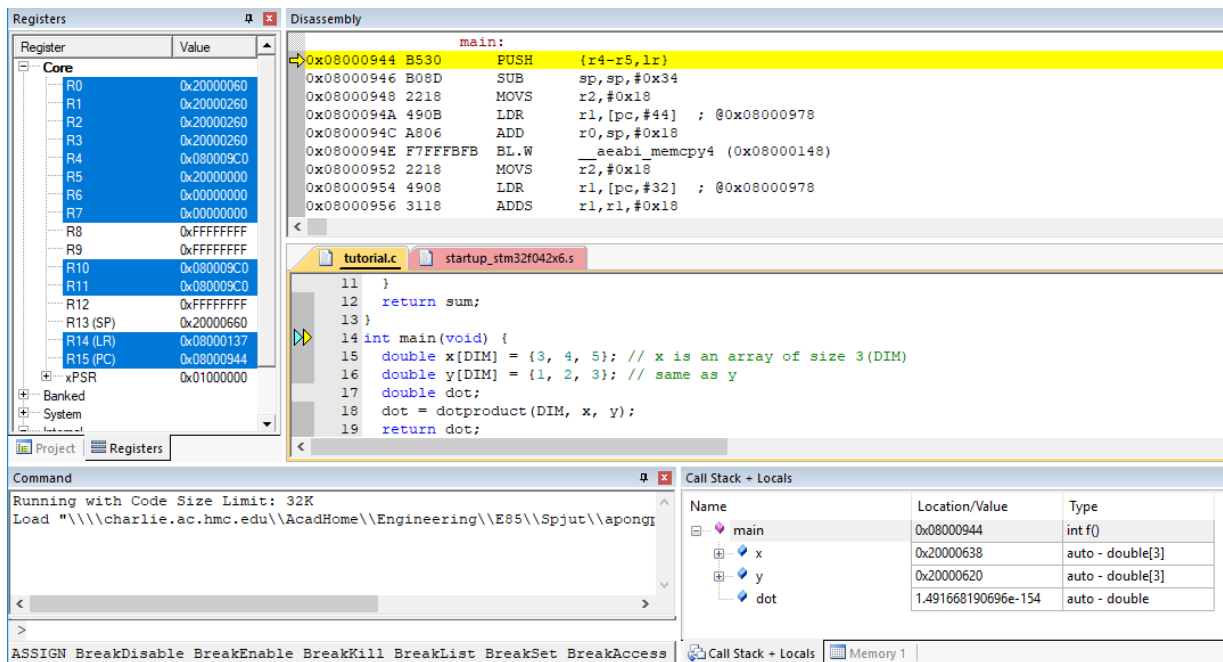 Registers
Register Value
Core
R0 0x20000060
R1 0x20000260
R2 0x20000260
R3 0x20000260
R4 0x080009C0
R5 0x20000000
R6 0x00000000
R7 0x00000000
R8 0xFFFFFFFF
R9 0xFFFFFFFF
R10 0x080009C0
R11 0x080009C0
R12 0xFFFFFFFF
R13 (SP) 0x20000660
R14 (LR) 0x08000137
R15 (PC) 0x08000944
xPSR 0x01000000
Banked
System
Project Registers
Disassembly
main:
0x08000944 B530 PUSH {r4-r5,lr}
0x08000946 B08D SUB sp,sp,#0x34
0x08000948 2218 MOVS r2,#0x18
0x0800094A 490B LDR r1,[pc,#44] ; @0x08000978
0x0800094C A806 ADD r0,sp,#0x18
0x0800094E F7FFFBFB BL.W __aeabi_memcpy4 (0x08000148)
0x08000952 2218 MOVS r2,#0x18
0x08000954 4908 LDR r1,[pc,#32] ; @0x08000978
0x08000956 3118 ADDS r1,r1,#0x18
tutorial.c startup_stm32f042x6.s
11 }
12 return sum;
13 }
14 int main(void) {
15 double x[DIM] = {3, 4, 5}; // x is an array of size 3(DIM)
16 double y[DIM] = {1, 2, 3}; // same as y
17 double dot;
18 dot = dotproduct(DIM, x, y);
19 return dot;
Command
Running with Code Size Limit: 32K
Load "\\\\charlie.ac.hmc.edu\\AcadHome\\Engineering\\E85\\Spjut\\apong
>
ASSIGN BreakDisable BreakEnable BreakKill BreakList BreakSet BreakAccess
Call Stack + Locals
Name Location/Value Type
main 0x08000944 int f()
x 0x20000638 auto - double[3]
y 0x20000620 auto - double[3]
dot 1.491668190696e-154 auto - double
Call Stack + Locals Memory 1